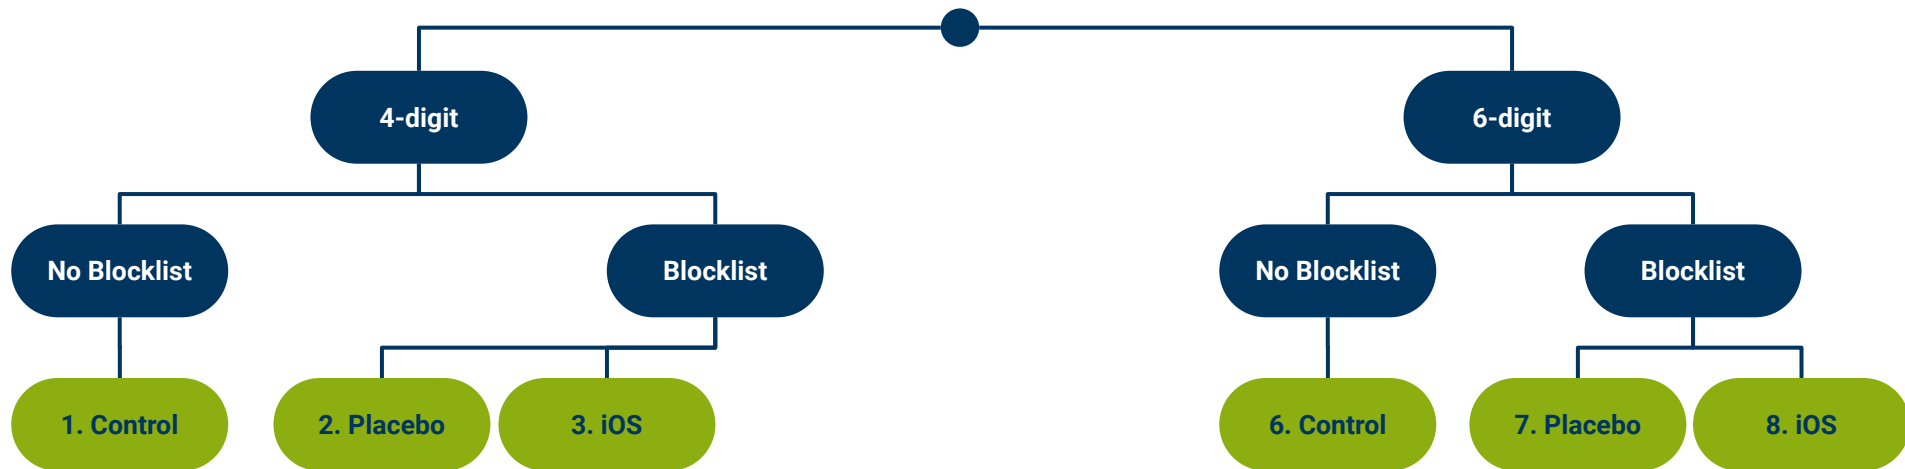 4-digit
6-digit
No Blocklist
Blocklist
No Blocklist
Blocklist
1. Control
2. Placebo
3. iOS
6. Control
7. Placebo
8. iOS